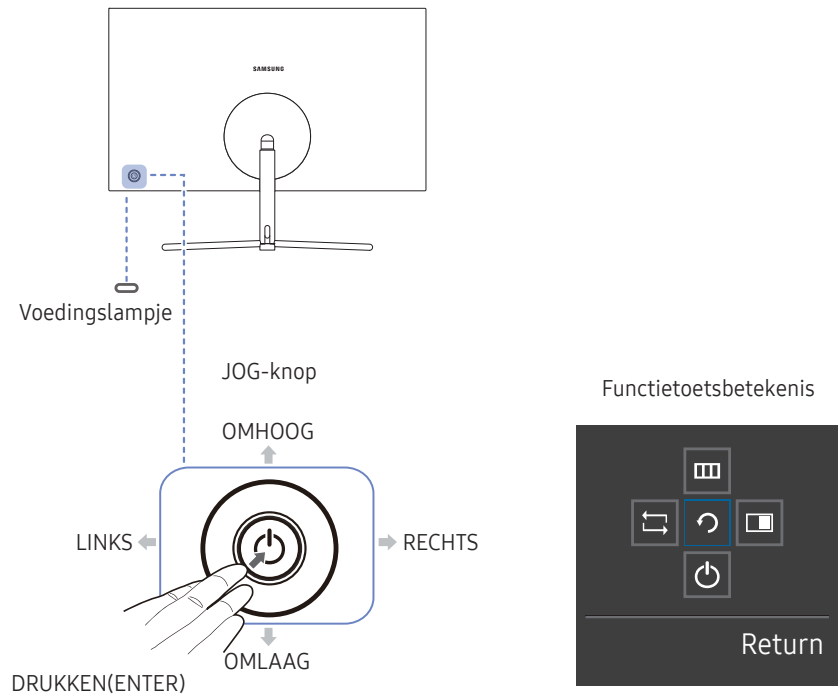 SAMSUNG
Voedingslampje
JOG-knop
OMHOOG
LINKS
RECHTS
OMLAAG
DRUKKEN(ENTER)
Functietoetsbetekenis
Return